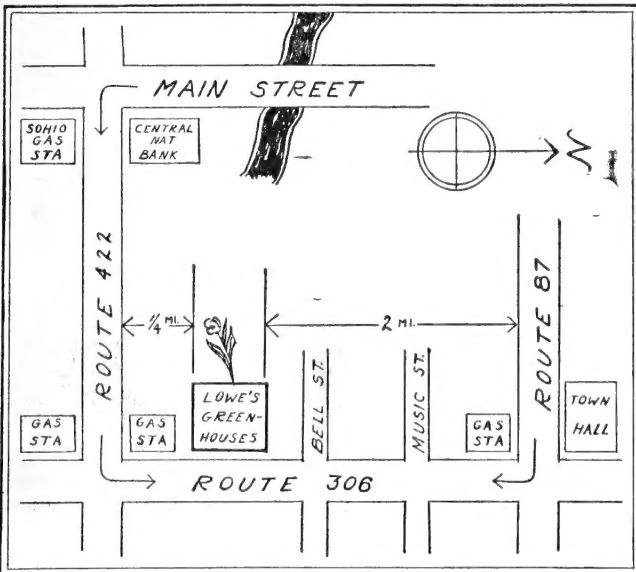 MAIN STREET
SOHIO
GAS
STA
CENTRAL
NAT
BANK
N
ROUTE 422
ROUTE 87
1/4 MI.
2 MI.
LOWE'S
GREEN-
HOUSES
BELL ST.
MUSIC ST.
GAS
STA
GAS
STA
GAS
STA
TOWN
HALL
ROUTE 306